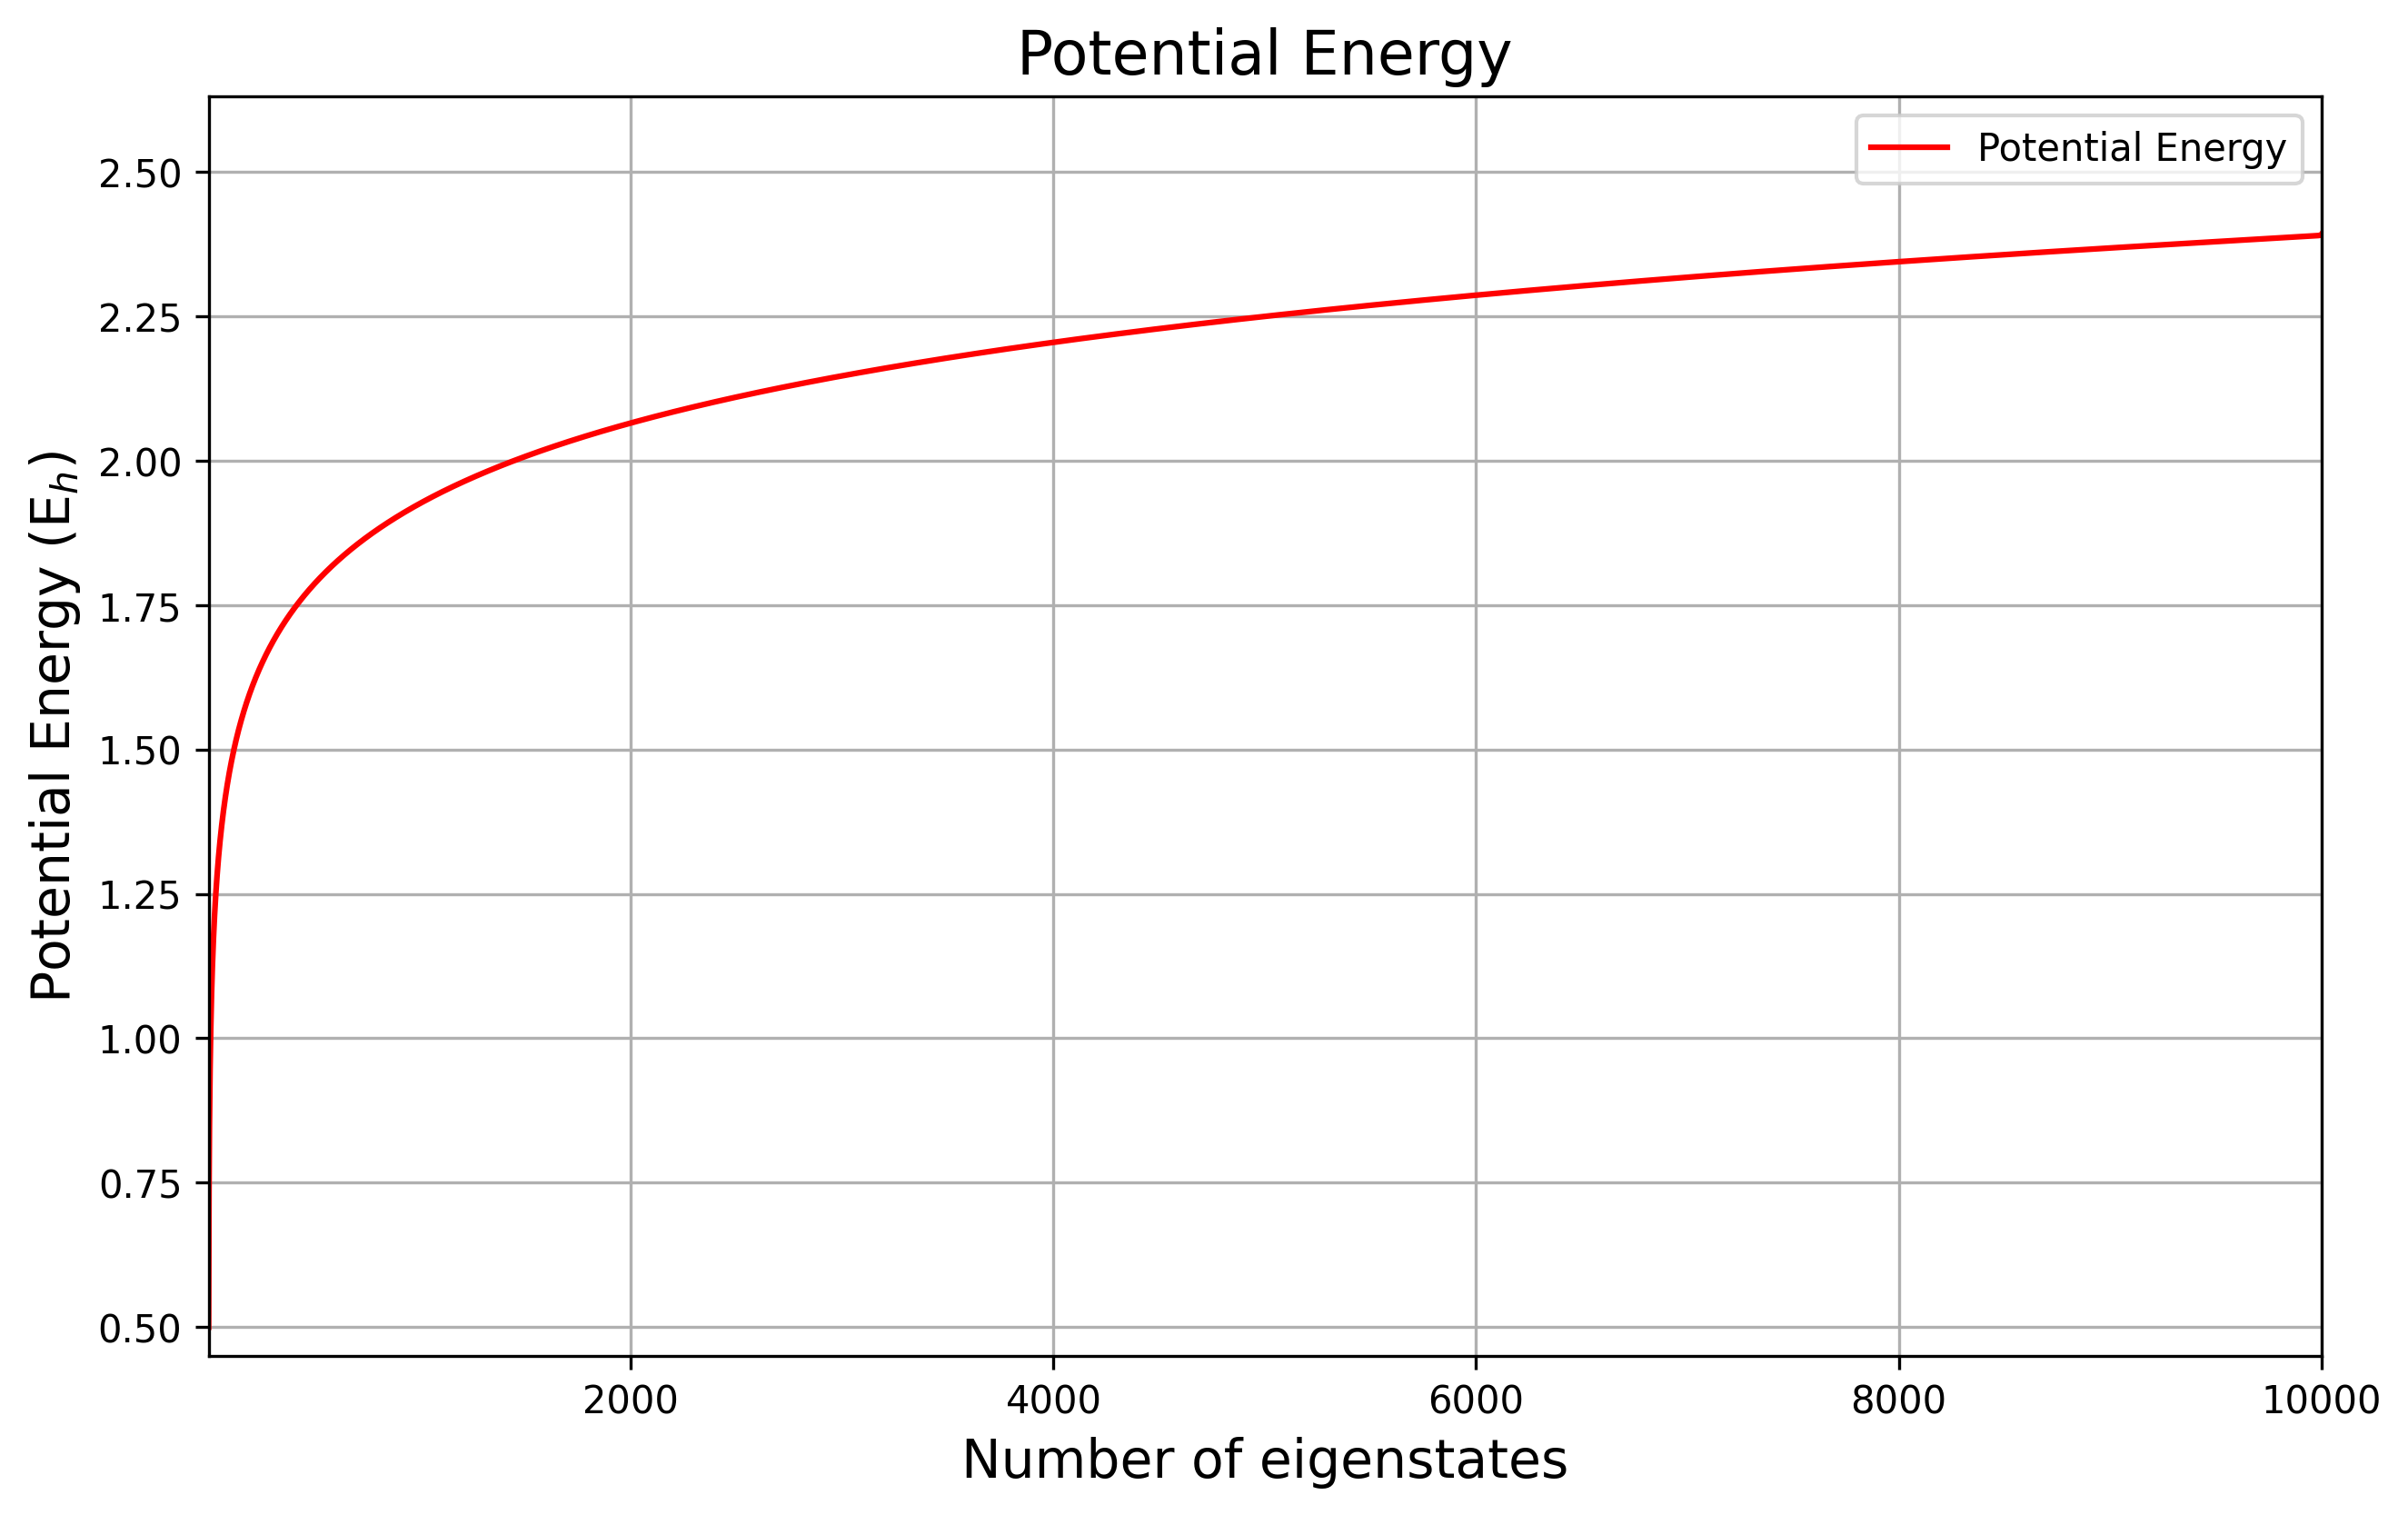 Potential Energy
Potential Energy
2.50
2.25
2.00
1.75
1.50
1.25
1.00
0.75
0.50
Potential Energy (E_h)
2000 4000 6000 8000 10000
Number of eigenstates